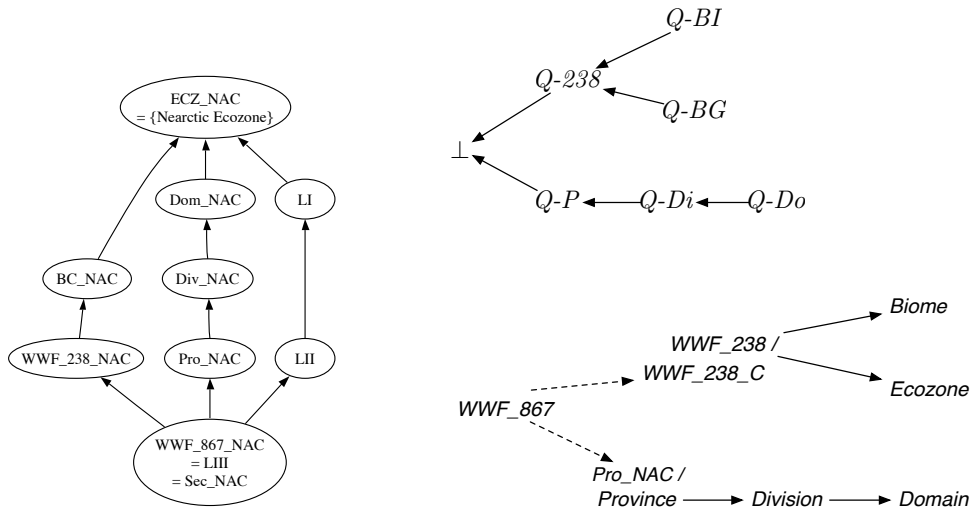 ECZ_NAC
= {Nearctic Ecozone}
Dom_NAC
LI
BC_NAC
Div_NAC
WWF_238_NAC
Pro_NAC
LII
WWF_867_NAC
= LIII
= Sec_NAC
Q-BI
Q-238
Q-BG
⊥
Q-P
Q-Di
Q-Do
Biome
WWF_238 /
WWF_238_C
Ecozone
WWF_867
Pro_NAC /
Province
Division
Domain